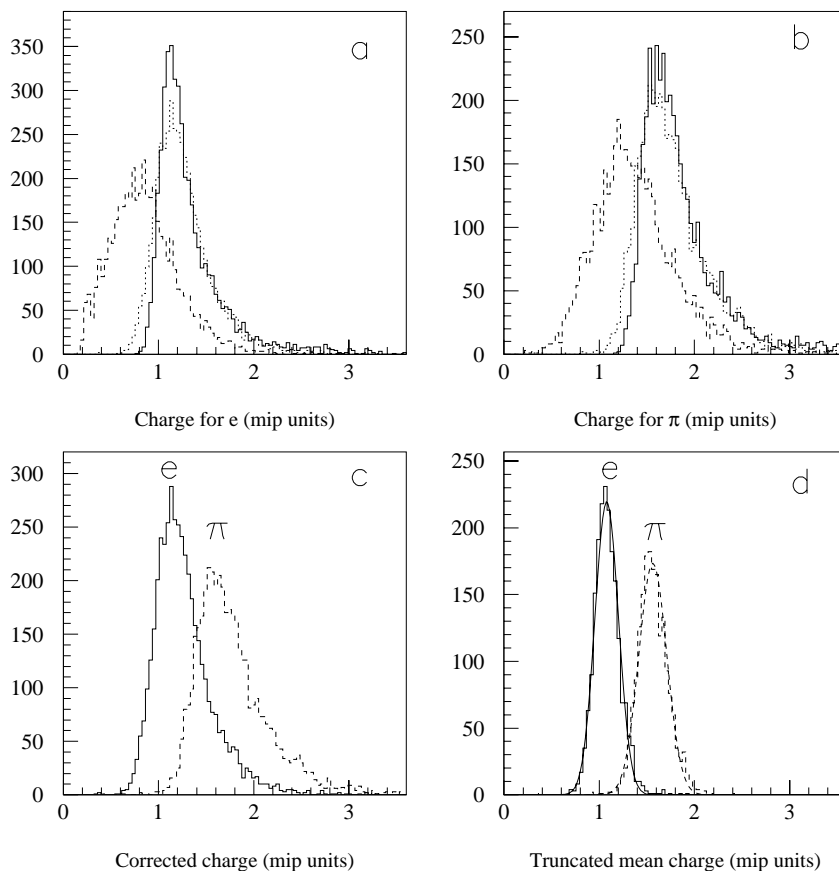 a
b
350
300
250
200
150
100
50
0
0 1 2 3
Charge for e (mip units)
250
200
150
100
50
0
0 1 2 3
Charge for π (mip units)
c
e
π
300
250
200
150
100
50
0
0 1 2 3
Corrected charge (mip units)
d
e
π
250
200
150
100
50
0
0 1 2 3
Truncated mean charge (mip units)